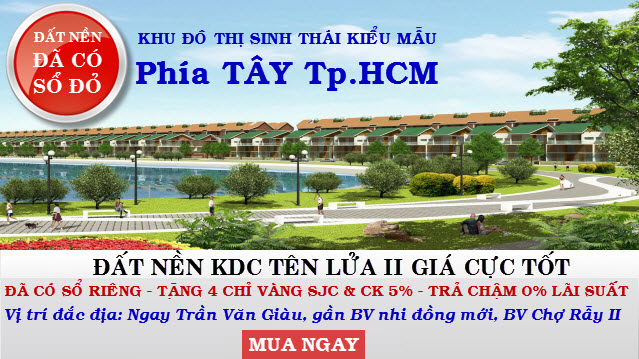 ĐẤT NỀN
ĐÃ CÓ
SỔ ĐỎ
KHU ĐÔ THỊ SINH THÁI KIỂU MẪU
Phía TÂY Tp.HCM
ĐẤT NỀN KDC TÊN LỬA II GIÁ CỰC TỐT
ĐÃ CÓ SỔ RIÊNG - TẶNG 4 CHỈ VÀNG SJC & CK 5% - TRẢ CHẬM 0% LÃI SUẤT
Vị trí đắc địa: Ngay Trần Văn Giàu, gần BV nhi đồng mới, BV Chợ Rẫy II
MUA NGAY